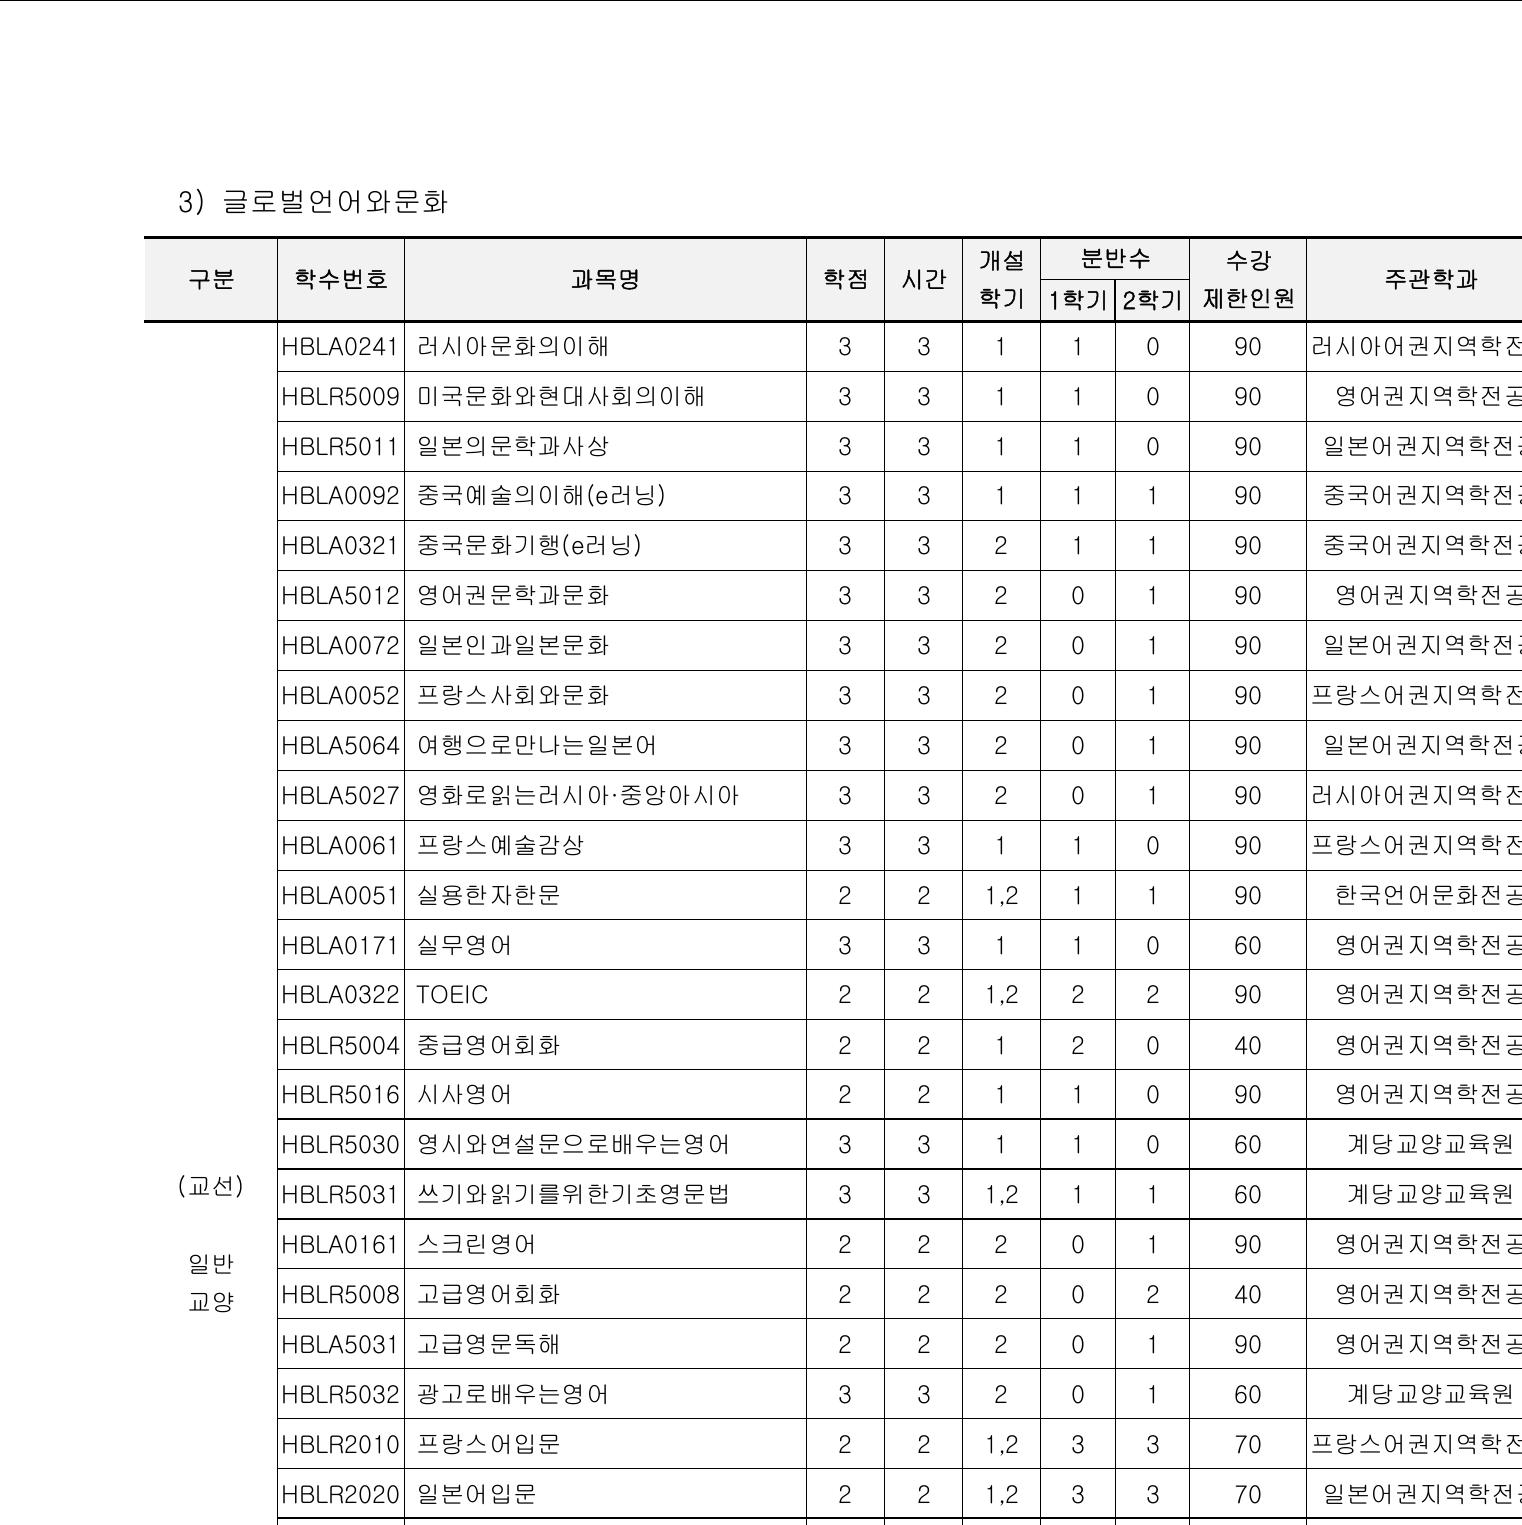 3) 글로벌언어와문화
구분 학수번호 과목명 학점 시간 개설 학기 분반수 1학기 2학기 수강 제한인원 주관학과
HBLA0241 러시아문화의이해 3 3 1 1 0 90 러시아어권지역학전
HBLR5009 미국문화와현대사회의이해 3 3 1 1 0 90 영어권지역학전공
HBLR5011 일본의문학과사상 3 3 1 1 0 90 일본어권지역학전
HBLA0092 중국예술의이해(e러닝) 3 3 1 1 1 90 중국어권지역학전
HBLA0321 중국문화기행(e러닝) 3 3 2 1 1 90 중국어권지역학전
HBLA5012 영어권문학과문화 3 3 2 0 1 90 영어권지역학전공
HBLA0072 일본인과일본문화 3 3 2 0 1 90 일본어권지역학전
HBLA0052 프랑스사회와문화 3 3 2 0 1 90 프랑스어권지역학전
HBLA5064 여행으로만나는일본어 3 3 2 0 1 90 일본어권지역학전
HBLA5027 영화로읽는러시아·중앙아시아 3 3 2 0 1 90 러시아어권지역학전
HBLA0061 프랑스예술감상 3 3 1 1 0 90 프랑스어권지역학전
HBLA0051 실용한자한문 2 2 1,2 1 1 90 한국언어문화전공
HBLA0171 실무영어 3 3 1 1 0 60 영어권지역학전공
HBLA0322 TOEIC 2 2 1,2 2 2 90 영어권지역학전공
HBLR5004 중급영어회화 2 2 1 2 0 40 영어권지역학전공
HBLR5016 시사영어 2 2 1 1 0 90 영어권지역학전공
HBLR5030 영시와연설문으로배우는영어 3 3 1 1 0 60 계당교양교육원
(교선)
HBLR5031 쓰기와읽기를위한기초영문법 3 3 1,2 1 1 60 계당교양교육원
HBLA0161 스크린영어 2 2 2 0 1 90 영어권지역학전공
일반
교양
HBLR5008 고급영어회화 2 2 2 0 2 40 영어권지역학전공
HBLA5031 고급영문독해 2 2 2 0 1 90 영어권지역학전공
HBLR5032 광고로배우는영어 3 3 2 0 1 60 계당교양교육원
HBLR2010 프랑스어입문 2 2 1,2 3 3 70 프랑스어권지역학전
HBLR2020 일본어입문 2 2 1,2 3 3 70 일본어권지역학전